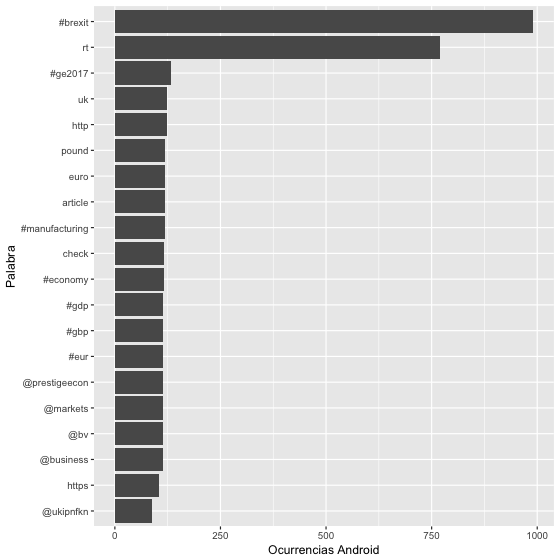 #brexit
rt
#ge2017
uk
http
pound
euro
article
#manufacturing
check
#economy
#gdp
#gbp
#eur
@prestigeecon
@markets
@bv
@business
https
@ukipnfkn
Palabra
0 250 500 750 1000
Ocurrencias Android